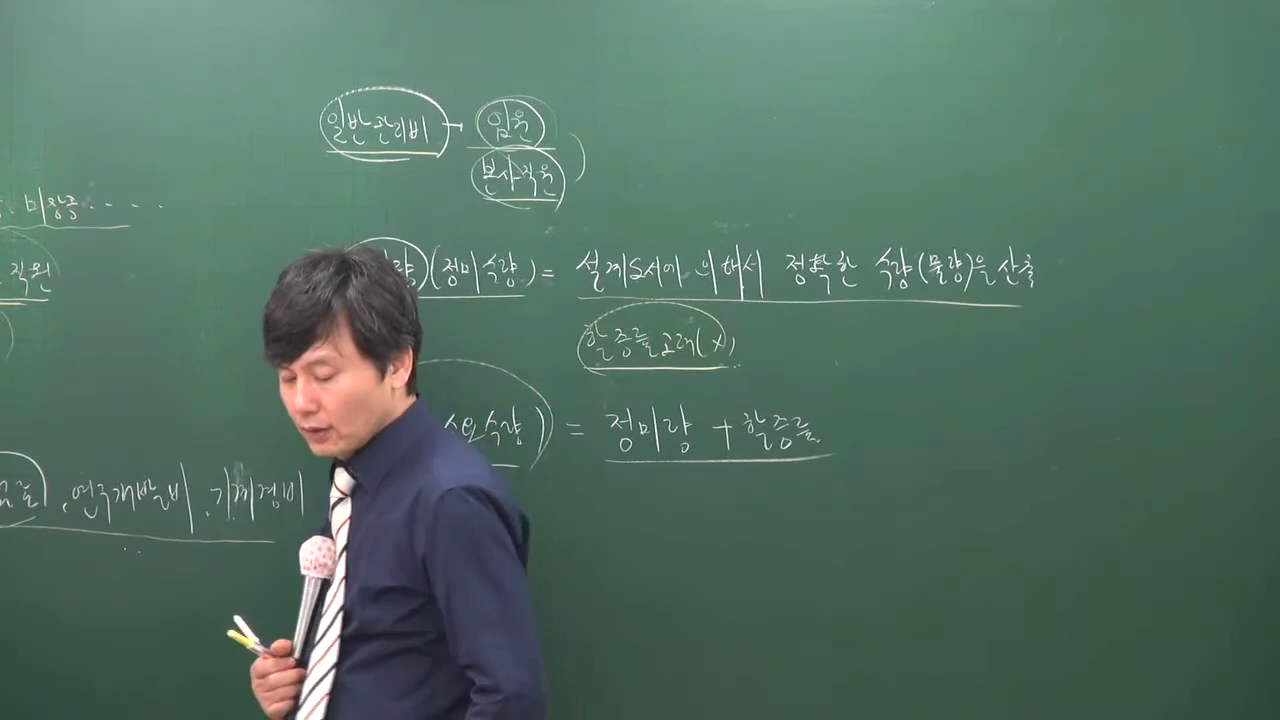 일반관리비 → 임원
본사직원
미장공 . . . .
직원
량 (정미수량) = 설계도서에 의해서 정확한 수량(물량)을 산출
할증률고려(x)
소요수량 ) = 정미량 + 할증률
, 연구개발비, 기계경비